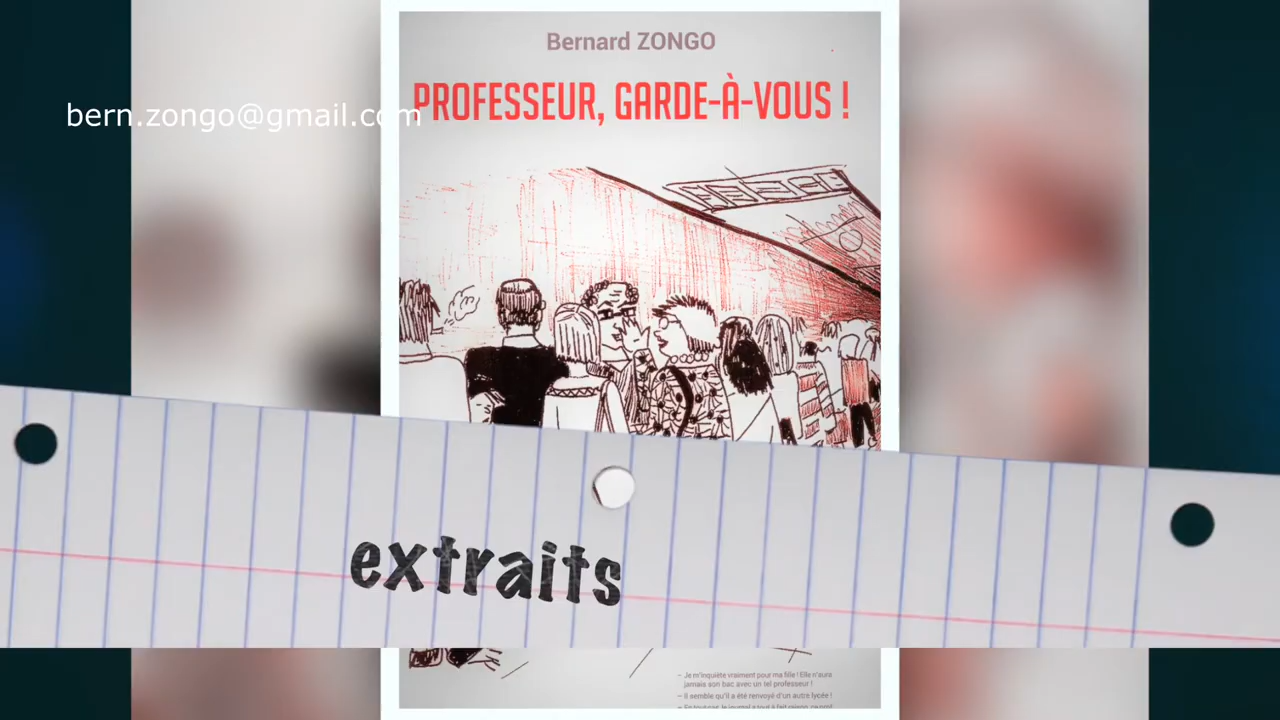 Bernard ZONGO
PROFESSEUR, GARDE-À-VOUS !
bern.zongo@gmail.com
extraits
– Je m'inquiète vraiment pour ma fille ! Elle n'aura
jamais son bac avec un tel professeur !
– Il semble qu'il a été renvoyé d'un autre lycée !